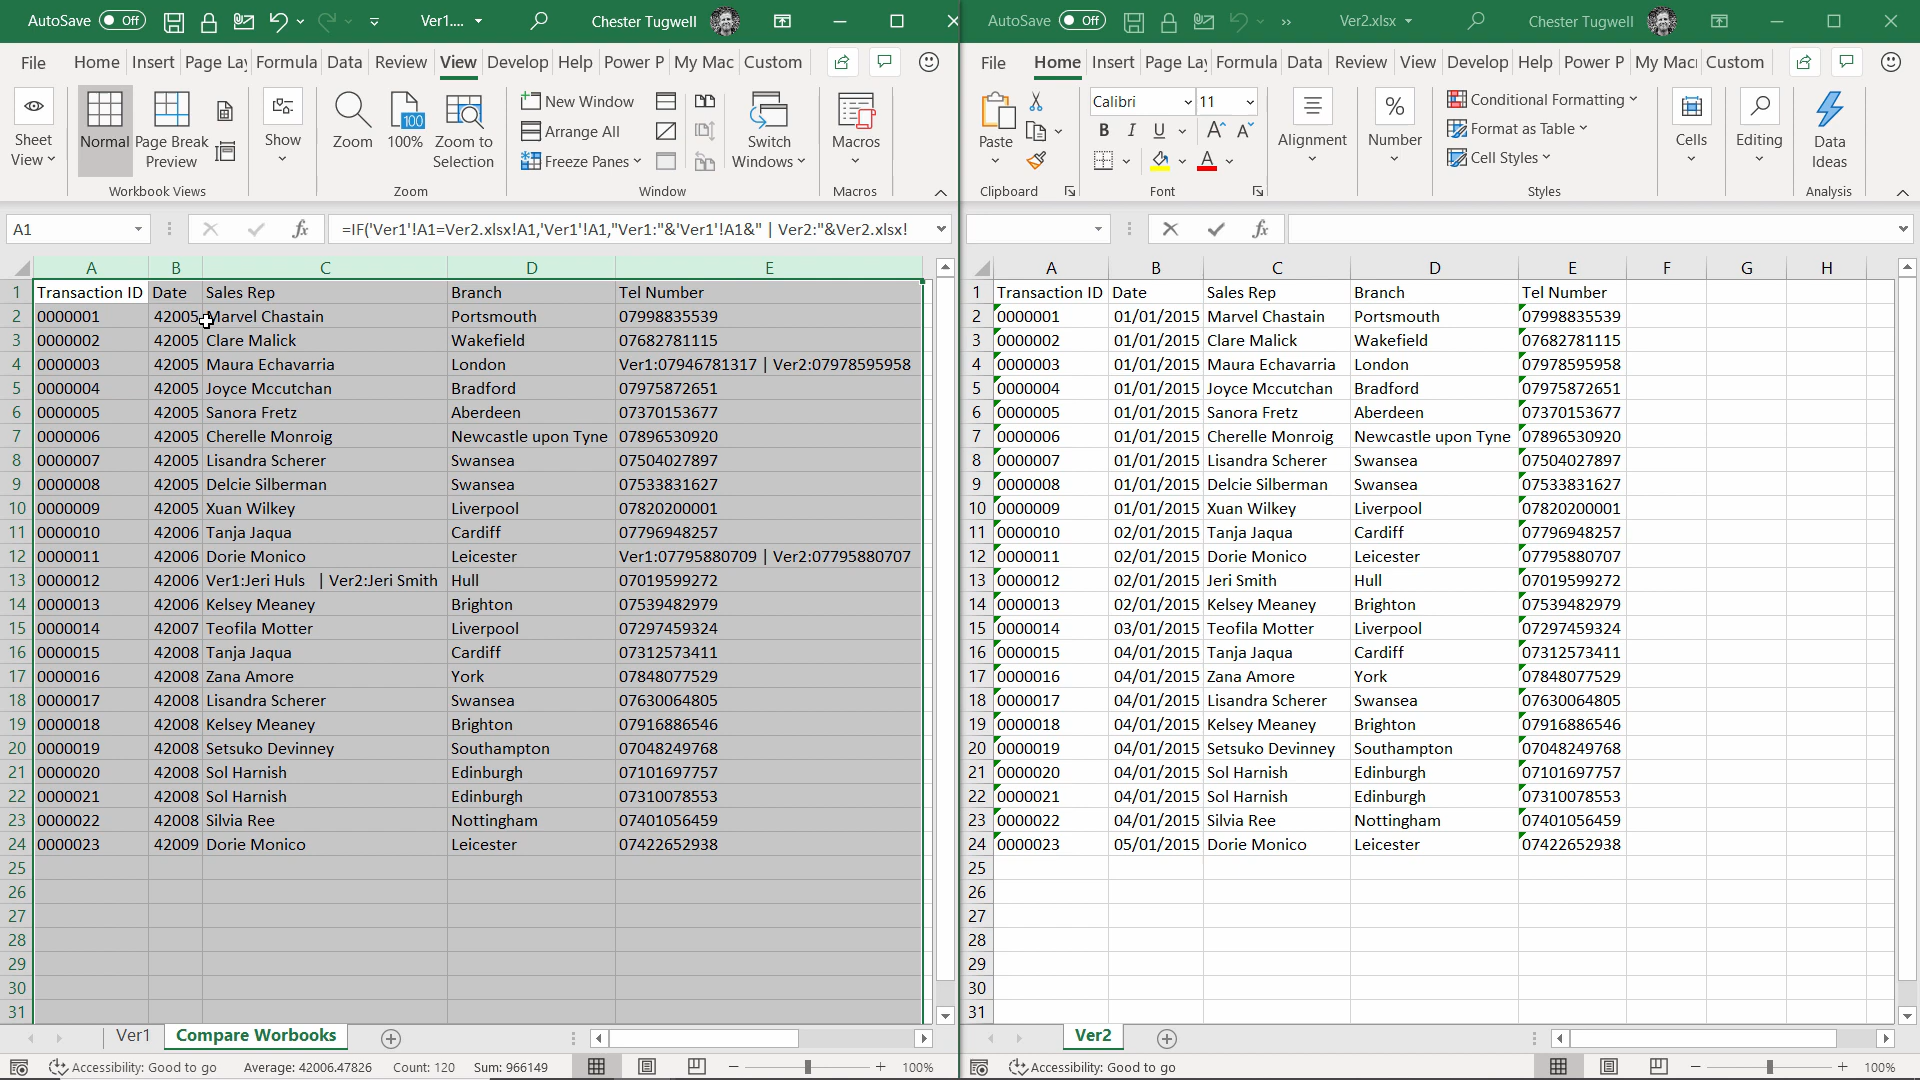 AutoSave Off Ver1.... Chester Tugwell
File Home Insert Page Lay Formula Data Review View Develop Help Power P My Mac Custom
Sheet View Normal Page Break Preview Show Zoom 100% Zoom to Selection New Window Arrange All Freeze Panes Switch Windows Macros
Workbook Views Zoom Window Macros
A1 fx =IF('Ver1'!A1=Ver2.xlsx!A1,'Ver1'!A1,"Ver1:"&'Ver1'!A1&" | Ver2:"&Ver2.xlsx!
A B C D E
1 Transaction ID Date Sales Rep Branch Tel Number
2 0000001 42005 Marvel Chastain Portsmouth 07998835539
3 0000002 42005 Clare Malick Wakefield 07682781115
4 0000003 42005 Maura Echavarria London Ver1:07946781317 | Ver2:07978595958
5 0000004 42005 Joyce Mccutchan Bradford 07975872651
6 0000005 42005 Sanora Fretz Aberdeen 07370153677
7 0000006 42005 Cherelle Monroig Newcastle upon Tyne 07896530920
8 0000007 42005 Lisandra Scherer Swansea 07504027897
9 0000008 42005 Delcie Silberman Swansea 07533831627
10 0000009 42005 Xuan Wilkey Liverpool 07820200001
11 0000010 42006 Tanja Jaqua Cardiff 07796948257
12 0000011 42006 Dorie Monico Leicester Ver1:07795880709 | Ver2:07795880707
13 0000012 42006 Ver1:Jeri Huls | Ver2:Jeri Smith Hull 07019599272
14 0000013 42006 Kelsey Meaney Brighton 07539482979
15 0000014 42007 Teofila Motter Liverpool 07297459324
16 0000015 42008 Tanja Jaqua Cardiff 07312573411
17 0000016 42008 Zana Amore York 07848077529
18 0000017 42008 Lisandra Scherer Swansea 07630064805
19 0000018 42008 Kelsey Meaney Brighton 07916886546
20 0000019 42008 Setsuko Devinney Southampton 07048249768
21 0000020 42008 Sol Harnish Edinburgh 07101697757
22 0000021 42008 Sol Harnish Edinburgh 07310078553
23 0000022 42008 Silvia Ree Nottingham 07401056459
24 0000023 42009 Dorie Monico Leicester 07422652938
25
26
27
28
29
30
31
Ver1 Compare Worbooks
Accessibility: Good to go Average: 42006.47826 Count: 120 Sum: 966149 100%
AutoSave Off Ver2.xlsx Chester Tugwell
File Home Insert Page Lay Formula Data Review View Develop Help Power P My Mac Custom
Paste Calibri 11 B I U A A A Alignment % Number Conditional Formatting Format as Table Cell Styles Cells Editing Data Ideas
Clipboard Font Styles Analysis
fx
A B C D E F G H
1 Transaction ID Date Sales Rep Branch Tel Number
2 0000001 01/01/2015 Marvel Chastain Portsmouth 07998835539
3 0000002 01/01/2015 Clare Malick Wakefield 07682781115
4 0000003 01/01/2015 Maura Echavarria London 07978595958
5 0000004 01/01/2015 Joyce Mccutchan Bradford 07975872651
6 0000005 01/01/2015 Sanora Fretz Aberdeen 07370153677
7 0000006 01/01/2015 Cherelle Monroig Newcastle upon Tyne 07896530920
8 0000007 01/01/2015 Lisandra Scherer Swansea 07504027897
9 0000008 01/01/2015 Delcie Silberman Swansea 07533831627
10 0000009 01/01/2015 Xuan Wilkey Liverpool 07820200001
11 0000010 02/01/2015 Tanja Jaqua Cardiff 07796948257
12 0000011 02/01/2015 Dorie Monico Leicester 07795880707
13 0000012 02/01/2015 Jeri Smith Hull 07019599272
14 0000013 02/01/2015 Kelsey Meaney Brighton 07539482979
15 0000014 03/01/2015 Teofila Motter Liverpool 07297459324
16 0000015 04/01/2015 Tanja Jaqua Cardiff 07312573411
17 0000016 04/01/2015 Zana Amore York 07848077529
18 0000017 04/01/2015 Lisandra Scherer Swansea 07630064805
19 0000018 04/01/2015 Kelsey Meaney Brighton 07916886546
20 0000019 04/01/2015 Setsuko Devinney Southampton 07048249768
21 0000020 04/01/2015 Sol Harnish Edinburgh 07101697757
22 0000021 04/01/2015 Sol Harnish Edinburgh 07310078553
23 0000022 04/01/2015 Silvia Ree Nottingham 07401056459
24 0000023 05/01/2015 Dorie Monico Leicester 07422652938
25
26
27
28
29
30
31
Ver2
Accessibility: Good to go 100%